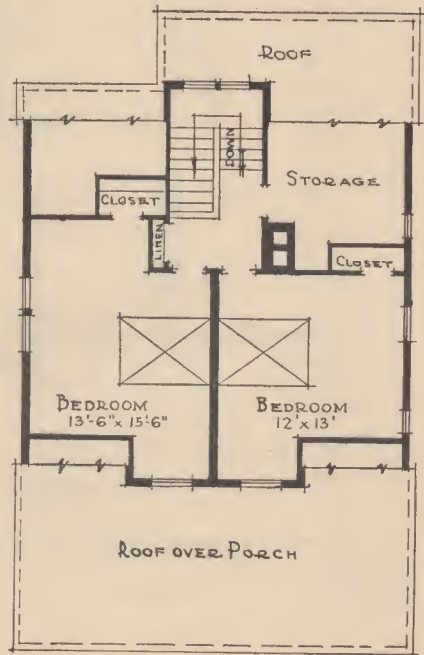 ROOF
DOWN
STORAGE
CLOSET
LINEN
CLOSET
BEDROOM
13'-6" x 15'-6"
BEDROOM
12' x 13'
ROOF OVER PORCH